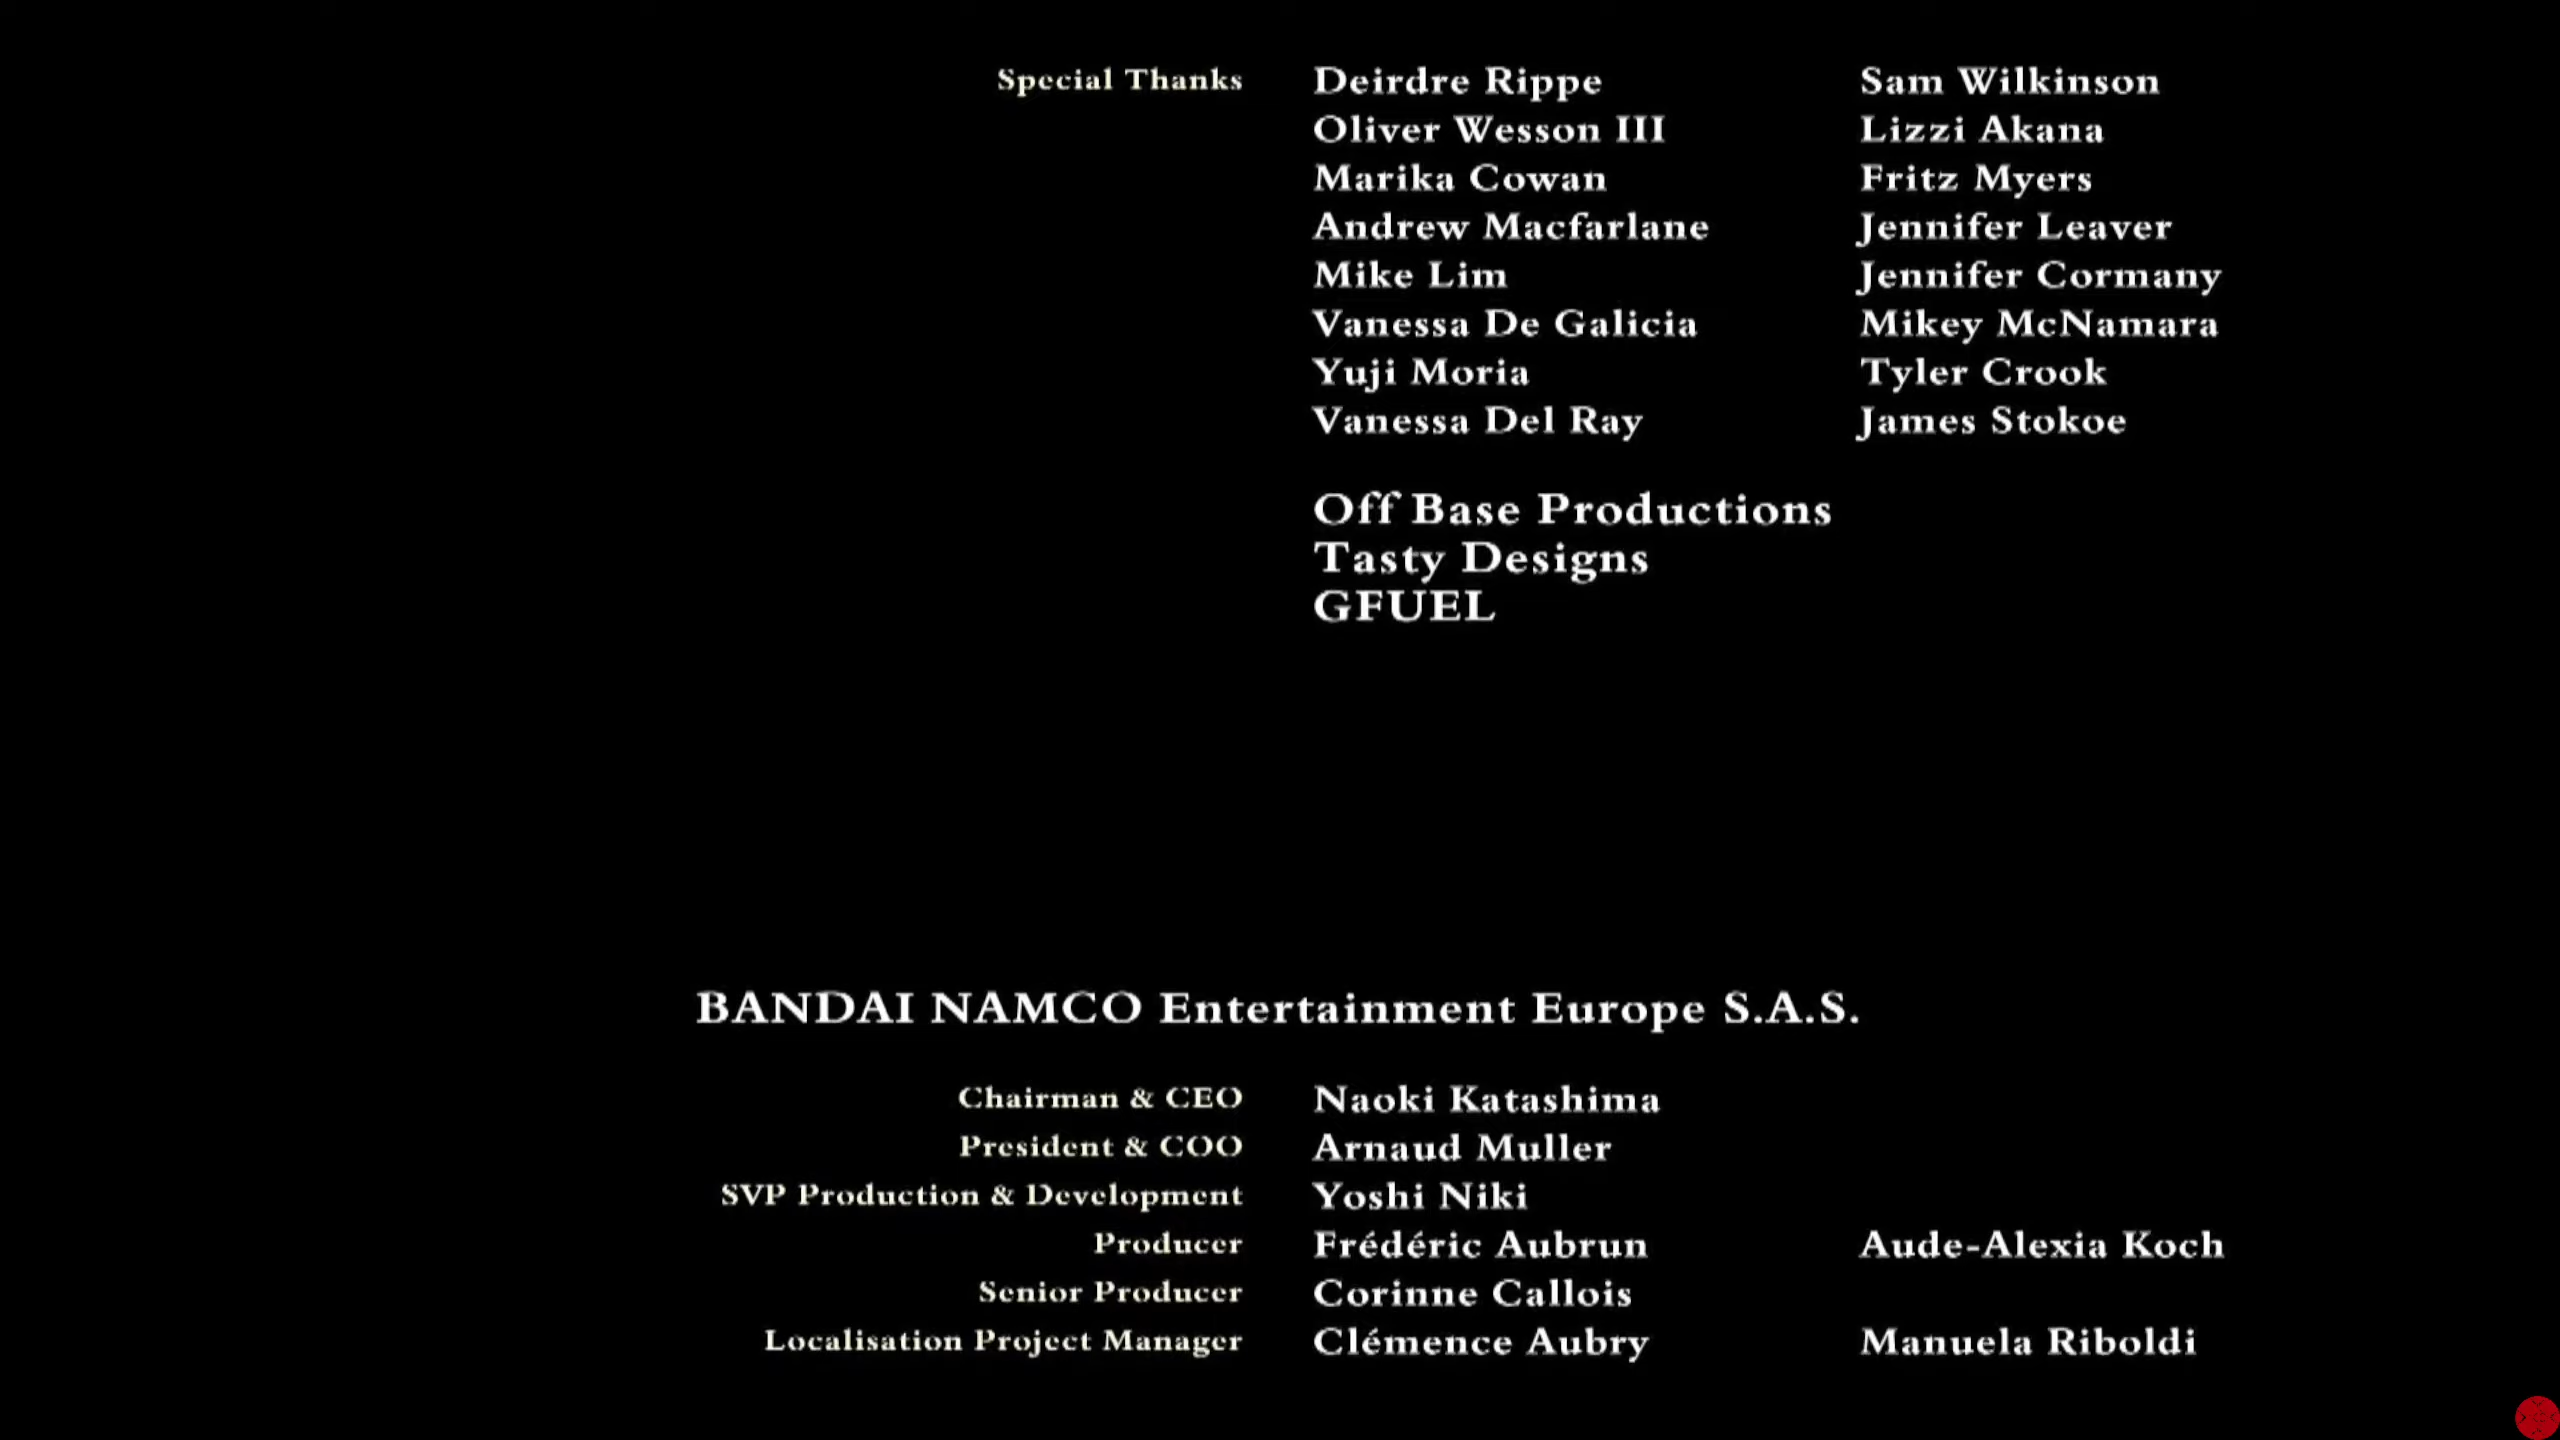 Special Thanks Deirdre Rippe Sam Wilkinson
Oliver Wesson III Lizzi Akana
Marika Cowan Fritz Myers
Andrew Macfarlane Jennifer Leaver
Mike Lim Jennifer Cormany
Vanessa De Galicia Mikey McNamara
Yuji Moria Tyler Crook
Vanessa Del Ray James Stokoe
Off Base Productions
Tasty Designs
GFUEL
BANDAI NAMCO Entertainment Europe S.A.S.
Chairman & CEO Naoki Katashima
President & COO Arnaud Muller
SVP Production & Development Yoshi Niki
Producer Frédéric Aubrun Aude-Alexia Koch
Senior Producer Corinne Callois
Localisation Project Manager Clémence Aubry Manuela Riboldi